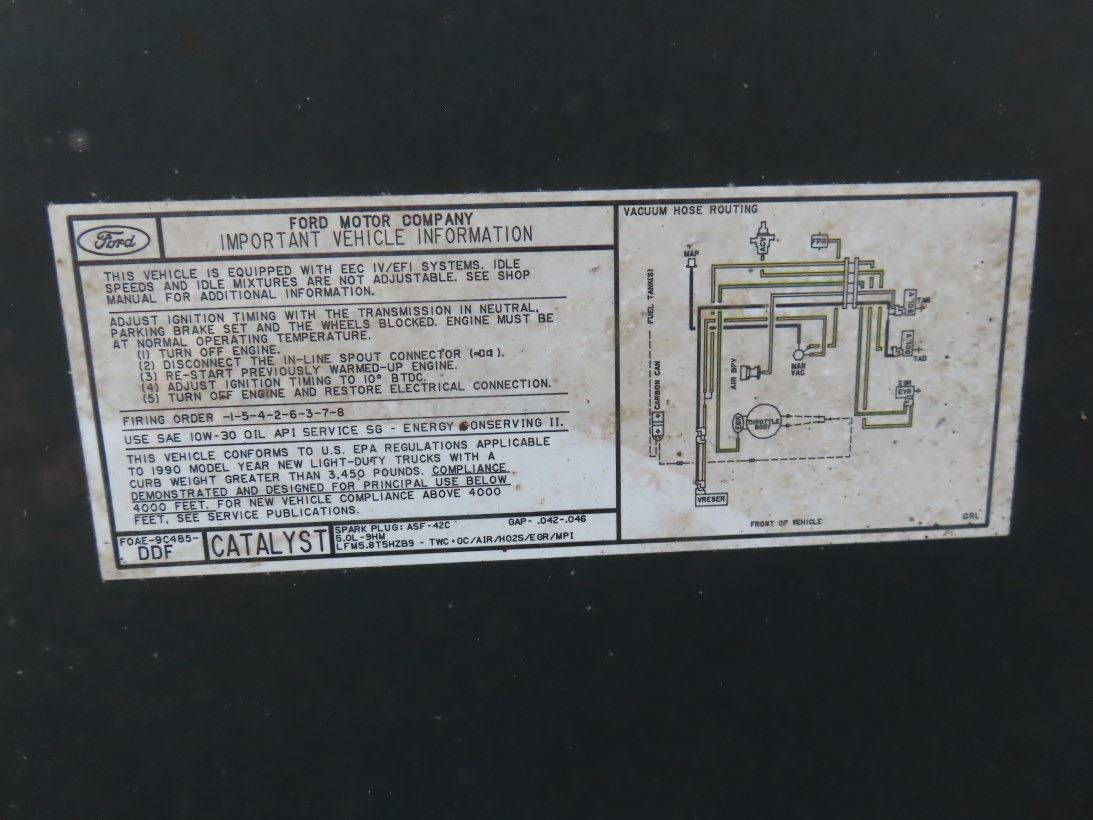 Ford
FORD MOTOR COMPANY
IMPORTANT VEHICLE INFORMATION
THIS VEHICLE IS EQUIPPED WITH EEC IV/EFI SYSTEMS. IDLE
SPEEDS AND IDLE MIXTURES ARE NOT ADJUSTABLE. SEE SHOP
MANUAL FOR ADDITIONAL INFORMATION.
ADJUST IGNITION TIMING WITH THE TRANSMISSION IN NEUTRAL,
PARKING BRAKE SET AND THE WHEELS BLOCKED. ENGINE MUST BE
AT NORMAL OPERATING TEMPERATURE.
(1) TURN OFF ENGINE.
(2) DISCONNECT THE IN-LINE SPOUT CONNECTOR ( ).
(3) RE-START PREVIOUSLY WARMED-UP ENGINE.
(4) ADJUST IGNITION TIMING TO 10° BTDC.
(5) TURN OFF ENGINE AND RESTORE ELECTRICAL CONNECTION.
FIRING ORDER -1-5-4-2-6-3-7-8
USE SAE 10W-30 OIL API SERVICE SG - ENERGY CONSERVING II.
THIS VEHICLE CONFORMS TO U.S. EPA REGULATIONS APPLICABLE
TO 1990 MODEL YEAR NEW LIGHT-DUTY TRUCKS WITH A
CURB WEIGHT GREATER THAN 3,450 POUNDS. COMPLIANCE
DEMONSTRATED AND DESIGNED FOR PRINCIPAL USE BELOW
4000 FEET. FOR NEW VEHICLE COMPLIANCE ABOVE 4000
FEET, SEE SERVICE PUBLICATIONS.
F0AE-9C485-
DDF
CATALYST
SPARK PLUG: ASF-42C GAP- .042-.046
5.0L-9HM
LFM5.8T5HZB9 - TWC+OC/AIR/HO2S/EGR/MPI
VACUUM HOSE ROUTING
ACV
FPR
MAP
FUEL TANK(S)
TAD
MAN
VAC
AIR BPV
CARBON CAN
EGR
EVR
EGR
THROTTLE
BODY
VRESER
FRONT OF VEHICLE